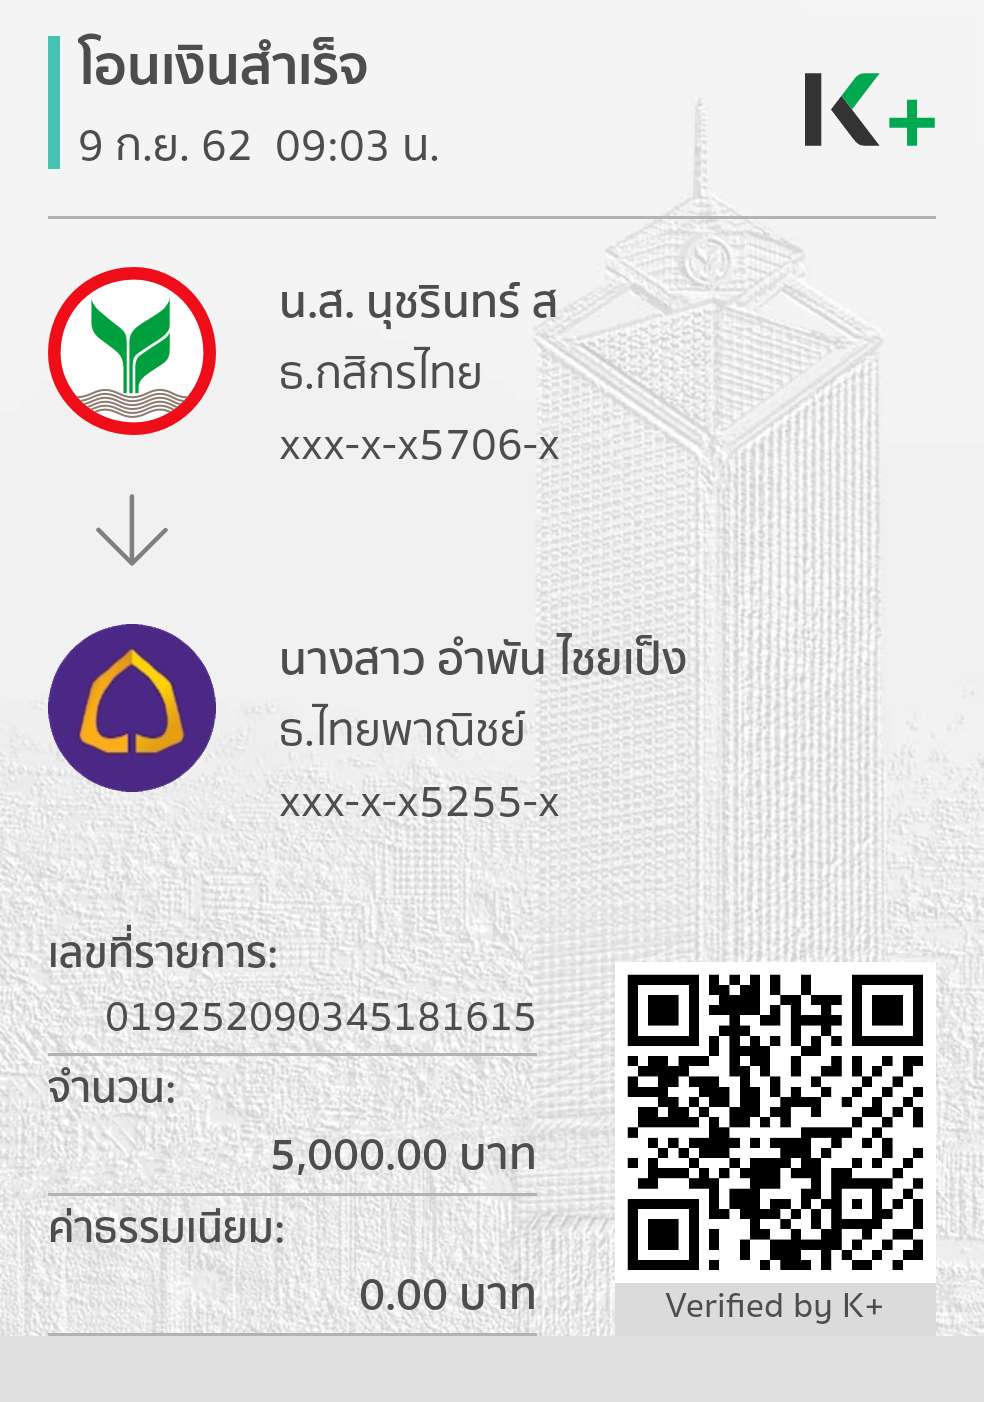 โอนเงินสำเร็จ
9 ก.ย. 62 09:03 น.
K+
น.ส. นุชรินทร์ ส
ธ.กสิกรไทย
xxx-x-x5706-x
นางสาว อำพัน ไชยเป็ง
ธ.ไทยพาณิชย์
xxx-x-x5255-x
เลขที่รายการ:
019252090345181615
จำนวน:
5,000.00 บาท
ค่าธรรมเนียม:
0.00 บาท
Verified by K+